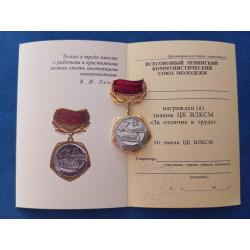 Только в труде вместе
с рабочими и крестьянами
можно стать настоящими
коммунистами.
В. И. Лен
ВСЕСОЮЗНЫЙ ЛЕНИНСКИЙ
КОММУНИСТИЧЕСКИЙ
СОЮЗ МОЛОДЕЖИ
награжден (а)
знаком ЦК ВЛКСМ
«За отличие в труде»
От имени ЦК ВЛКСМ
Секретарь